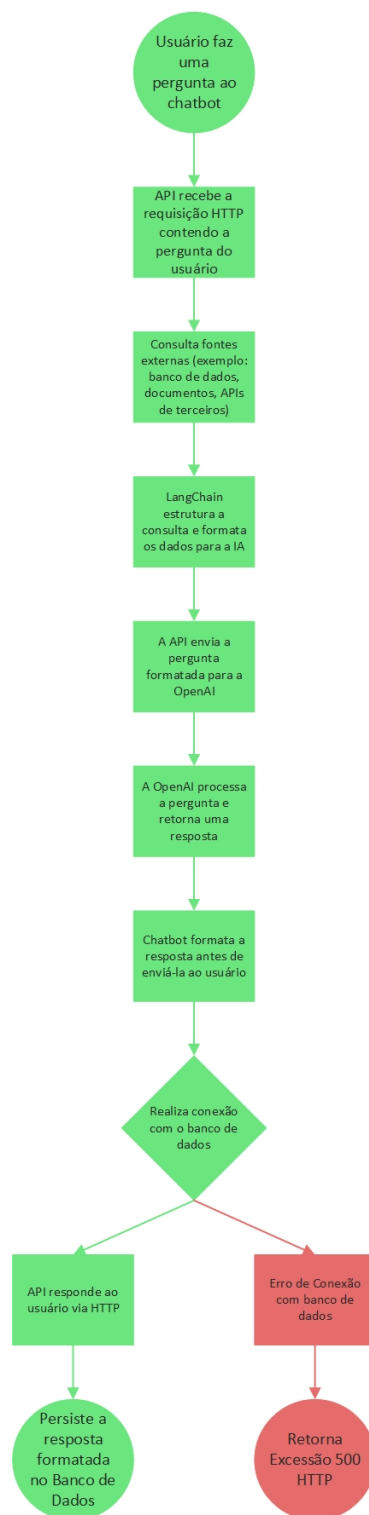 Usuário faz
uma
pergunta ao
chatbot
API recebe a
requisição HTTP
contendo a
pergunta do
usuário
Consulta fontes
externas (exemplo:
banco de dados,
documentos, APIs
de terceiros)
LangChain
estrutura a
consulta e formata
os dados para a IA
A API envia a
pergunta
formatada para a
OpenAI
A OpenAI processa
a pergunta e
retorna uma
resposta
Chatbot formata a
resposta antes de
enviá-la ao usuário
Realiza conexão
com o banco de
dados
API responde ao
usuário via HTTP
Erro de Conexão
com banco de
dados
Persiste a
resposta
formatada
no Banco de
Dados
Retorna
Excessão 500
HTTP